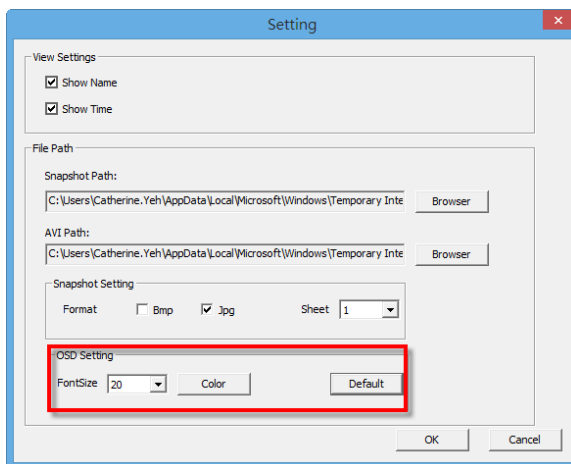 Setting
View Settings
Show Name
Show Time
File Path
Snapshot Path:
C:\Users\Catherine.Yeh\AppData\Local\Microsoft\Windows\Temporary Inte Browser
AVI Path:
C:\Users\Catherine.Yeh\AppData\Local\Microsoft\Windows\Temporary Inte Browser
Snapshot Setting
Format Bmp Jpg Sheet 1
OSD Setting
FontSize 20 Color Default
OK Cancel